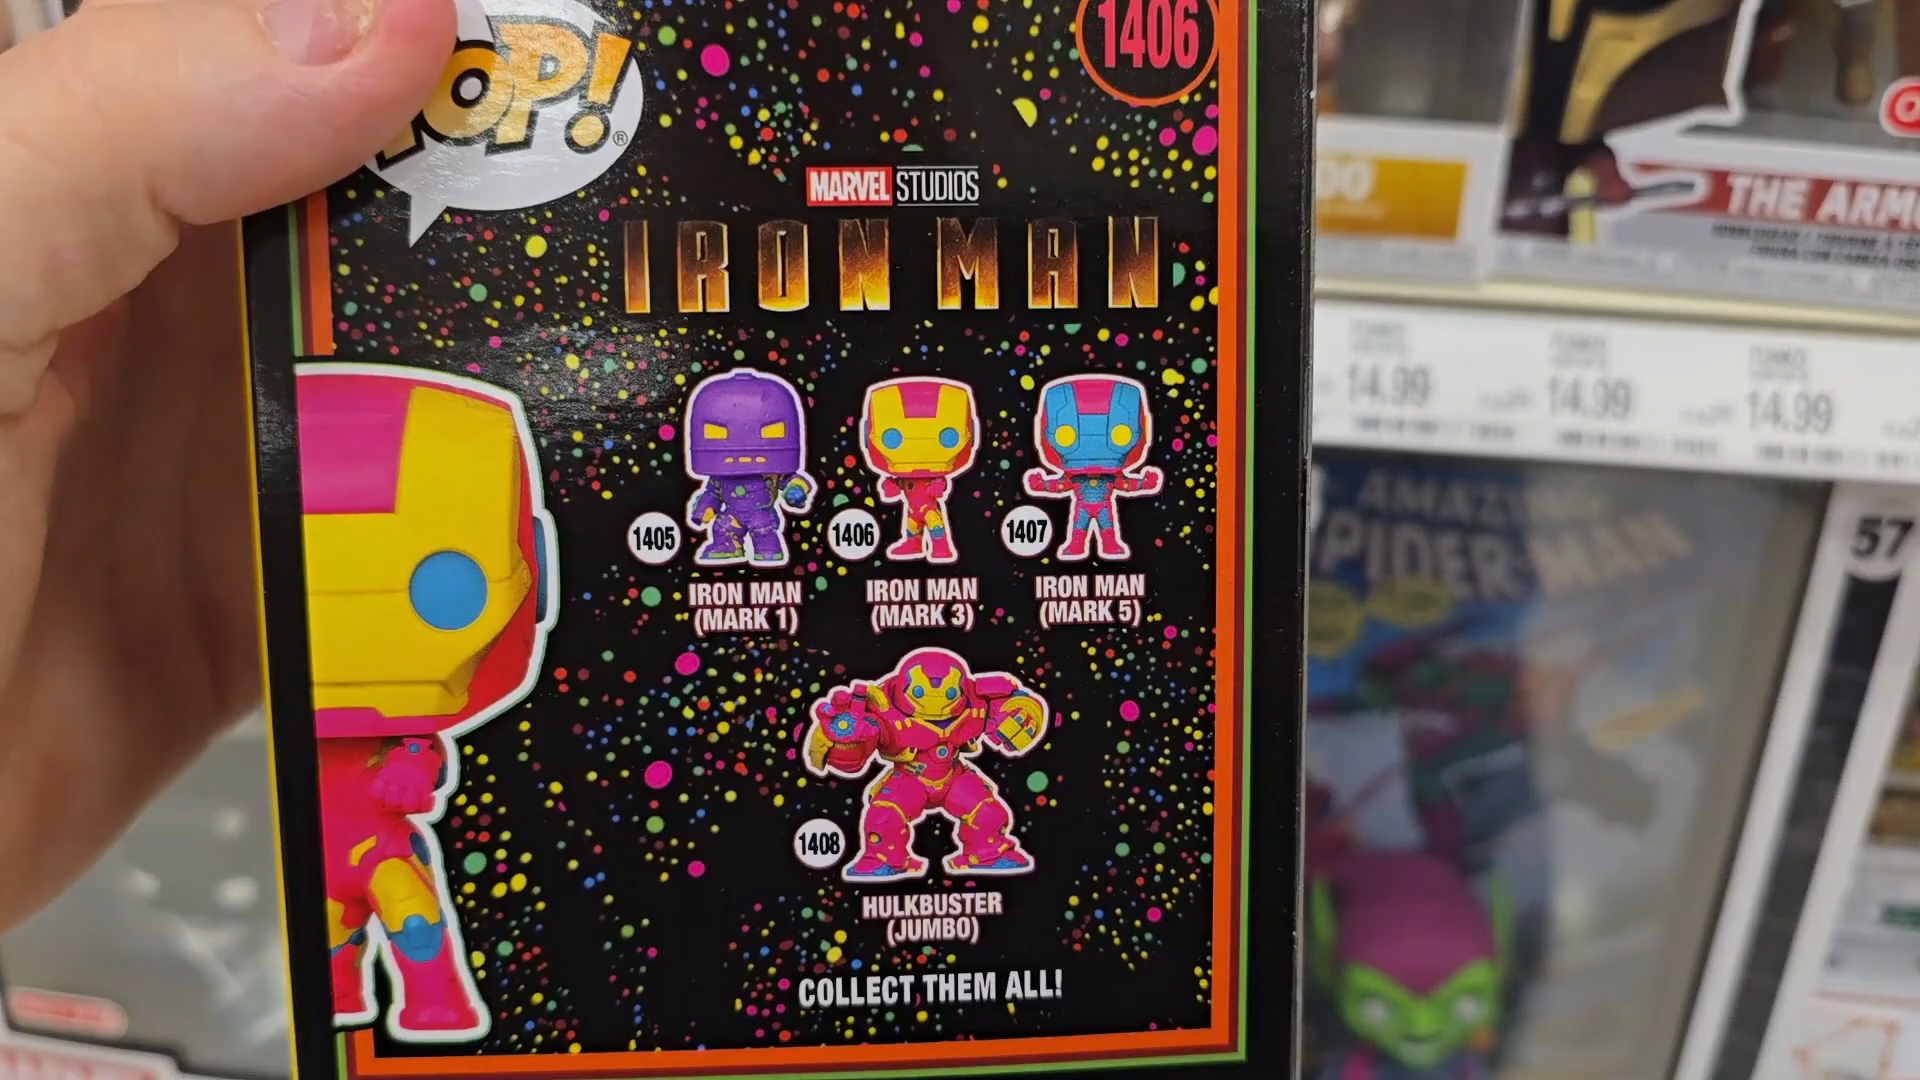 POP!®
1406
MARVEL STUDIOS
IRON MAN
1405
1406
1407
IRON MAN
(MARK 1)
IRON MAN
(MARK 3)
IRON MAN
(MARK 5)
1408
HULKBUSTER
(JUMBO)
COLLECT THEM ALL!
THE ARM
14.99
14.99
14.99
AMAZ
SPIDER-MAN
57